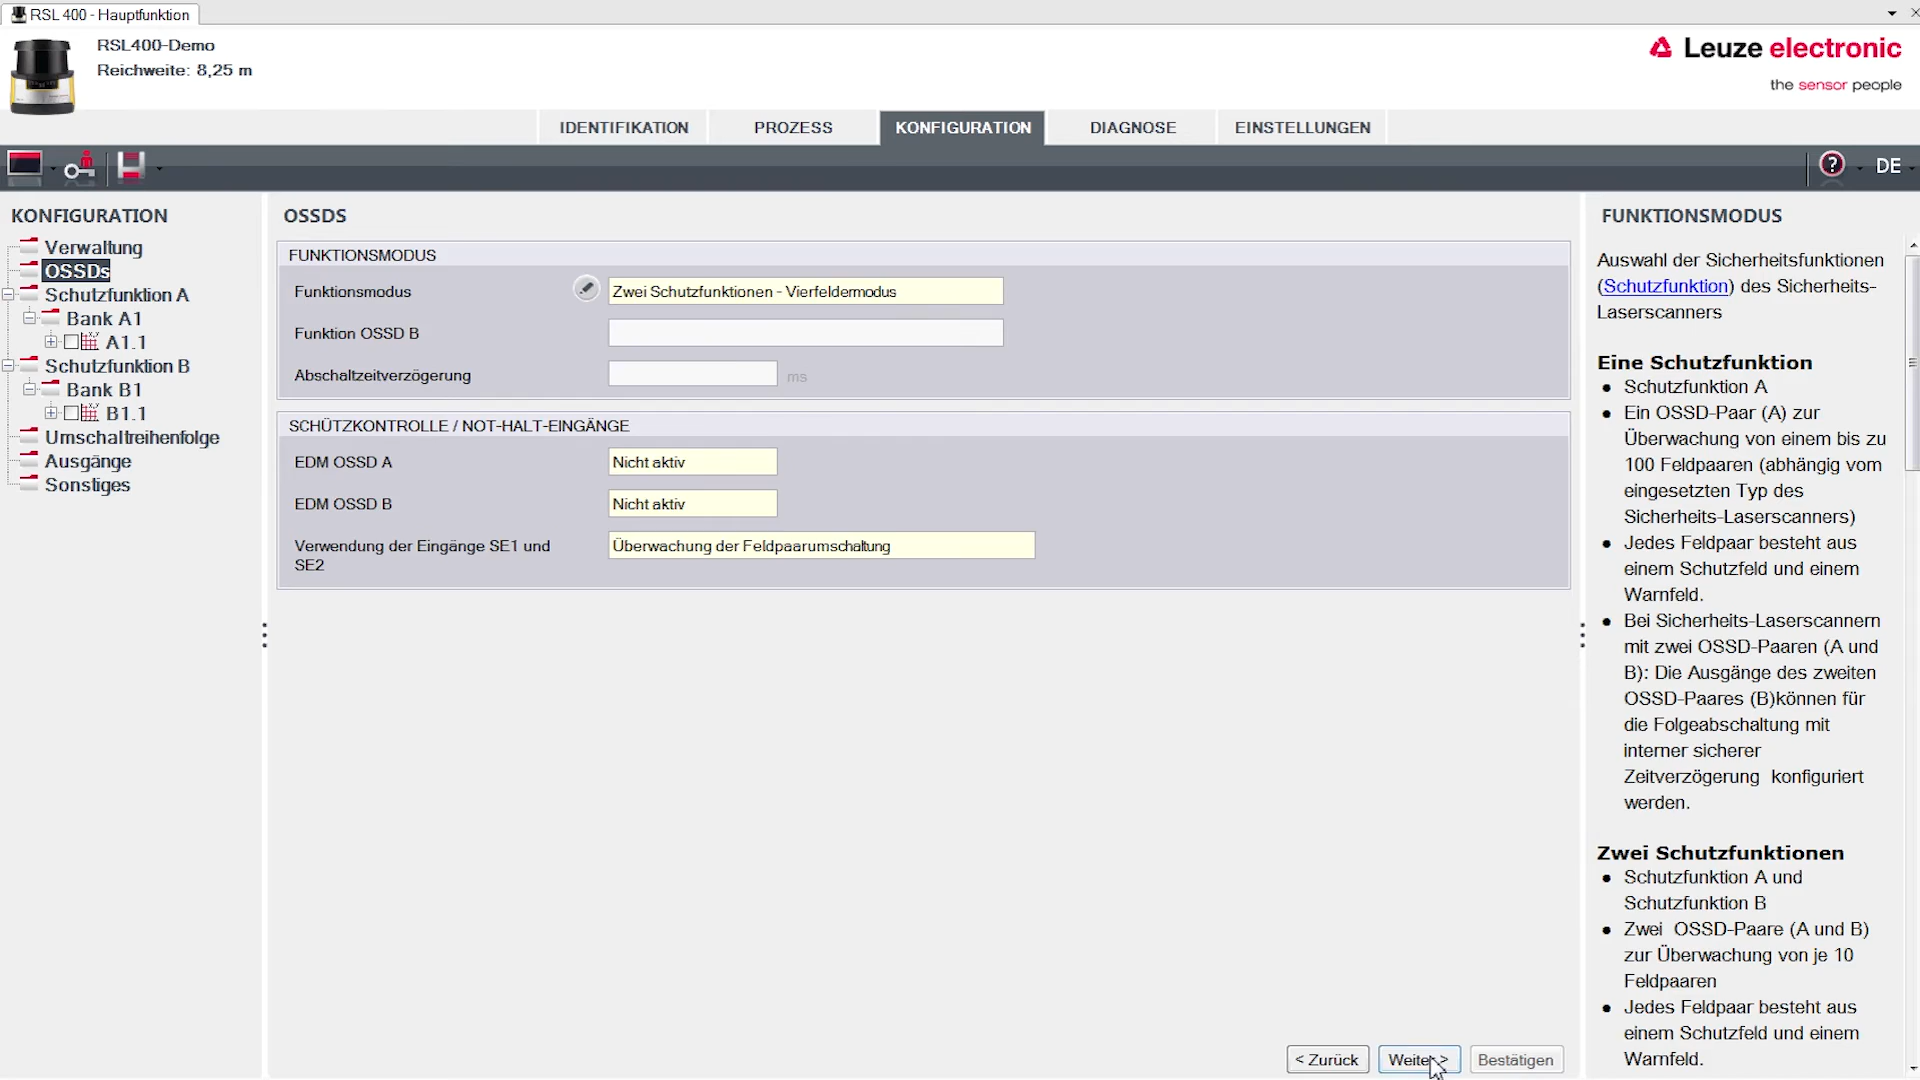 RSL 400 - Hauptfunktion
RSL400-Demo
Reichweite: 8,25 m
Leuze electronic
the sensor people
IDENTIFIKATION
PROZESS
KONFIGURATION
DIAGNOSE
EINSTELLUNGEN
?
DE
KONFIGURATION
Verwaltung
OSSDs
Schutzfunktion A
Bank A1
A1.1
Schutzfunktion B
Bank B1
B1.1
Umschaltreihenfolge
Ausgänge
Sonstiges
OSSDS
FUNKTIONSMODUS
Funktionsmodus
Zwei Schutzfunktionen - Vierfeldermodus
Funktion OSSD B
Abschaltzeitverzögerung
ms
SCHÜTZKONTROLLE / NOT-HALT-EINGÄNGE
EDM OSSD A
Nicht aktiv
EDM OSSD B
Nicht aktiv
Verwendung der Eingänge SE1 und
SE2
Überwachung der Feldpaarumschaltung
< Zurück
Weiter >
Bestätigen
FUNKTIONSMODUS
Auswahl der Sicherheitsfunktionen
(Schutzfunktion) des Sicherheits-
Laserscanners
Eine Schutzfunktion
● Schutzfunktion A
● Ein OSSD-Paar (A) zur
Überwachung von einem bis zu
100 Feldpaaren (abhängig vom
eingesetzten Typ des
Sicherheits-Laserscanners)
● Jedes Feldpaar besteht aus
einem Schutzfeld und einem
Warnfeld.
● Bei Sicherheits-Laserscannern
mit zwei OSSD-Paaren (A und
B): Die Ausgänge des zweiten
OSSD-Paares (B)können für
die Folgeabschaltung mit
interner sicherer
Zeitverzögerung konfiguriert
werden.
Zwei Schutzfunktionen
● Schutzfunktion A und
Schutzfunktion B
● Zwei OSSD-Paare (A und B)
zur Überwachung von je 10
Feldpaaren
● Jedes Feldpaar besteht aus
einem Schutzfeld und einem
Warnfeld.